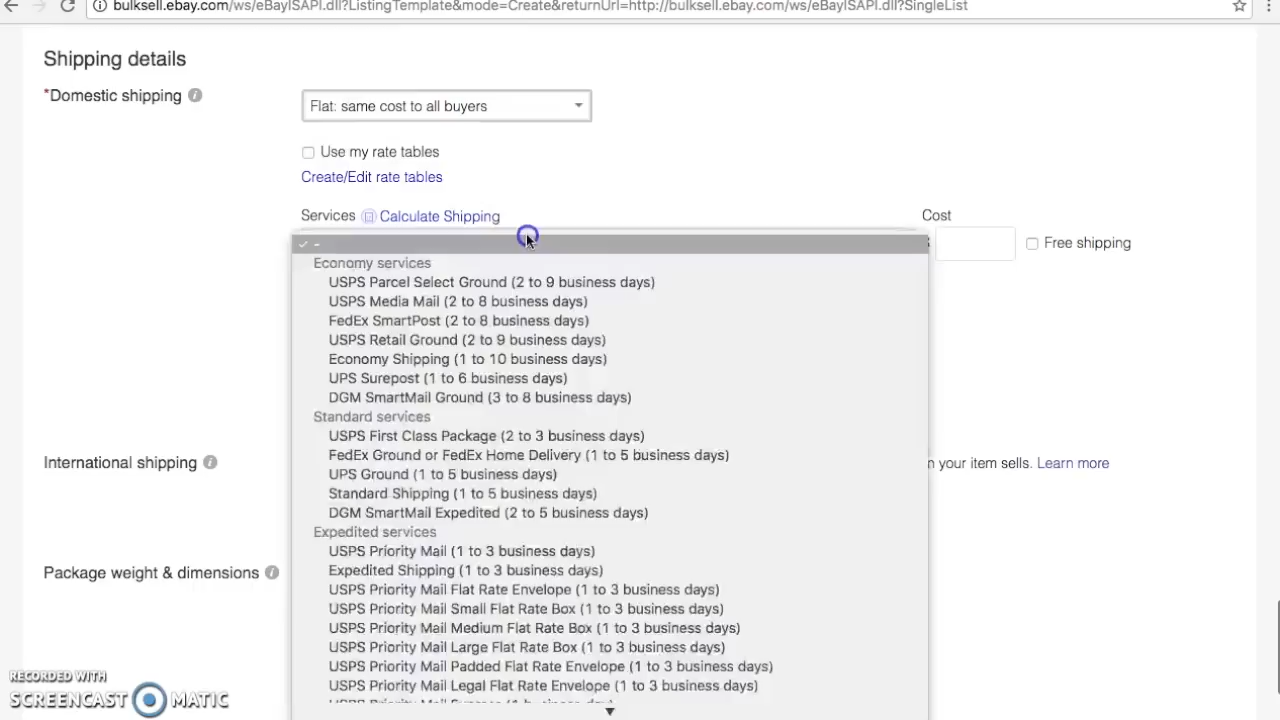 bulksell.ebay.com/ws/eBayISAPI.dll?ListingTemplate&mode=Create&returnUrl=http://bulksell.ebay.com/ws/eBayISAPI.dll?SingleList
Shipping details
*Domestic shipping
Flat: same cost to all buyers
Use my rate tables
Create/Edit rate tables
Services Calculate Shipping Cost
-
Free shipping
Economy services
USPS Parcel Select Ground (2 to 9 business days)
USPS Media Mail (2 to 8 business days)
FedEx SmartPost (2 to 8 business days)
USPS Retail Ground (2 to 9 business days)
Economy Shipping (1 to 10 business days)
UPS Surepost (1 to 6 business days)
DGM SmartMail Ground (3 to 8 business days)
Standard services
USPS First Class Package (2 to 3 business days)
FedEx Ground or FedEx Home Delivery (1 to 5 business days)
International shipping
your item sells. Learn more
UPS Ground (1 to 5 business days)
Standard Shipping (1 to 5 business days)
DGM SmartMail Expedited (2 to 5 business days)
Expedited services
USPS Priority Mail (1 to 3 business days)
Package weight & dimensions
Expedited Shipping (1 to 3 business days)
USPS Priority Mail Flat Rate Envelope (1 to 3 business days)
USPS Priority Mail Small Flat Rate Box (1 to 3 business days)
USPS Priority Mail Medium Flat Rate Box (1 to 3 business days)
USPS Priority Mail Large Flat Rate Box (1 to 3 business days)
USPS Priority Mail Padded Flat Rate Envelope (1 to 3 business days)
USPS Priority Mail Legal Flat Rate Envelope (1 to 3 business days)
RECORDED WITH
SCREENCAST MATIC